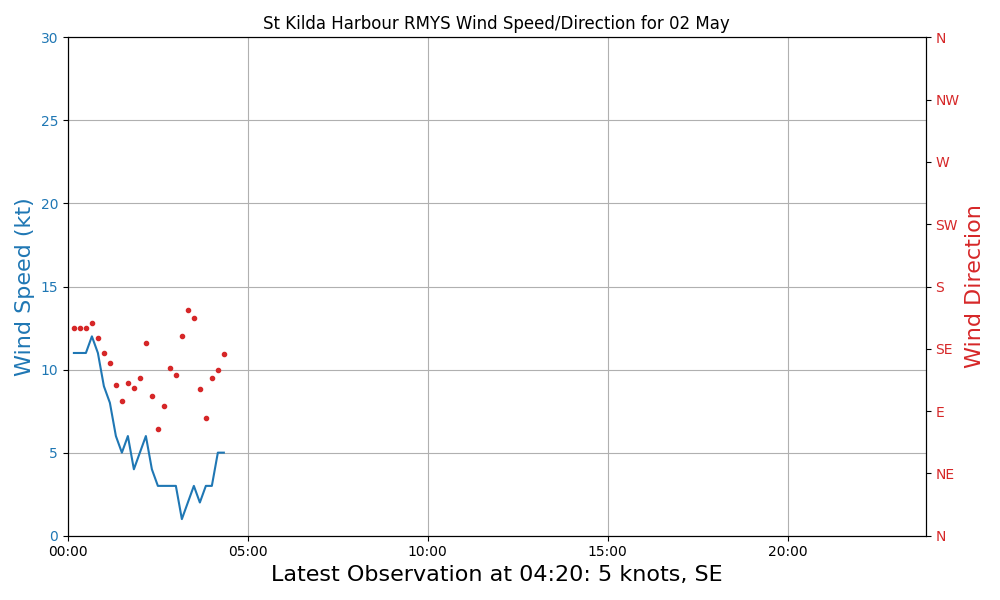 St Kilda Harbour RMYS Wind Speed/Direction for 02 May
30
25
20
15
10
5
0
Wind Speed (kt)
N
NW
W
SW
S
SE
E
NE
N
Wind Direction
00:00 05:00 10:00 15:00 20:00
Latest Observation at 04:20: 5 knots, SE